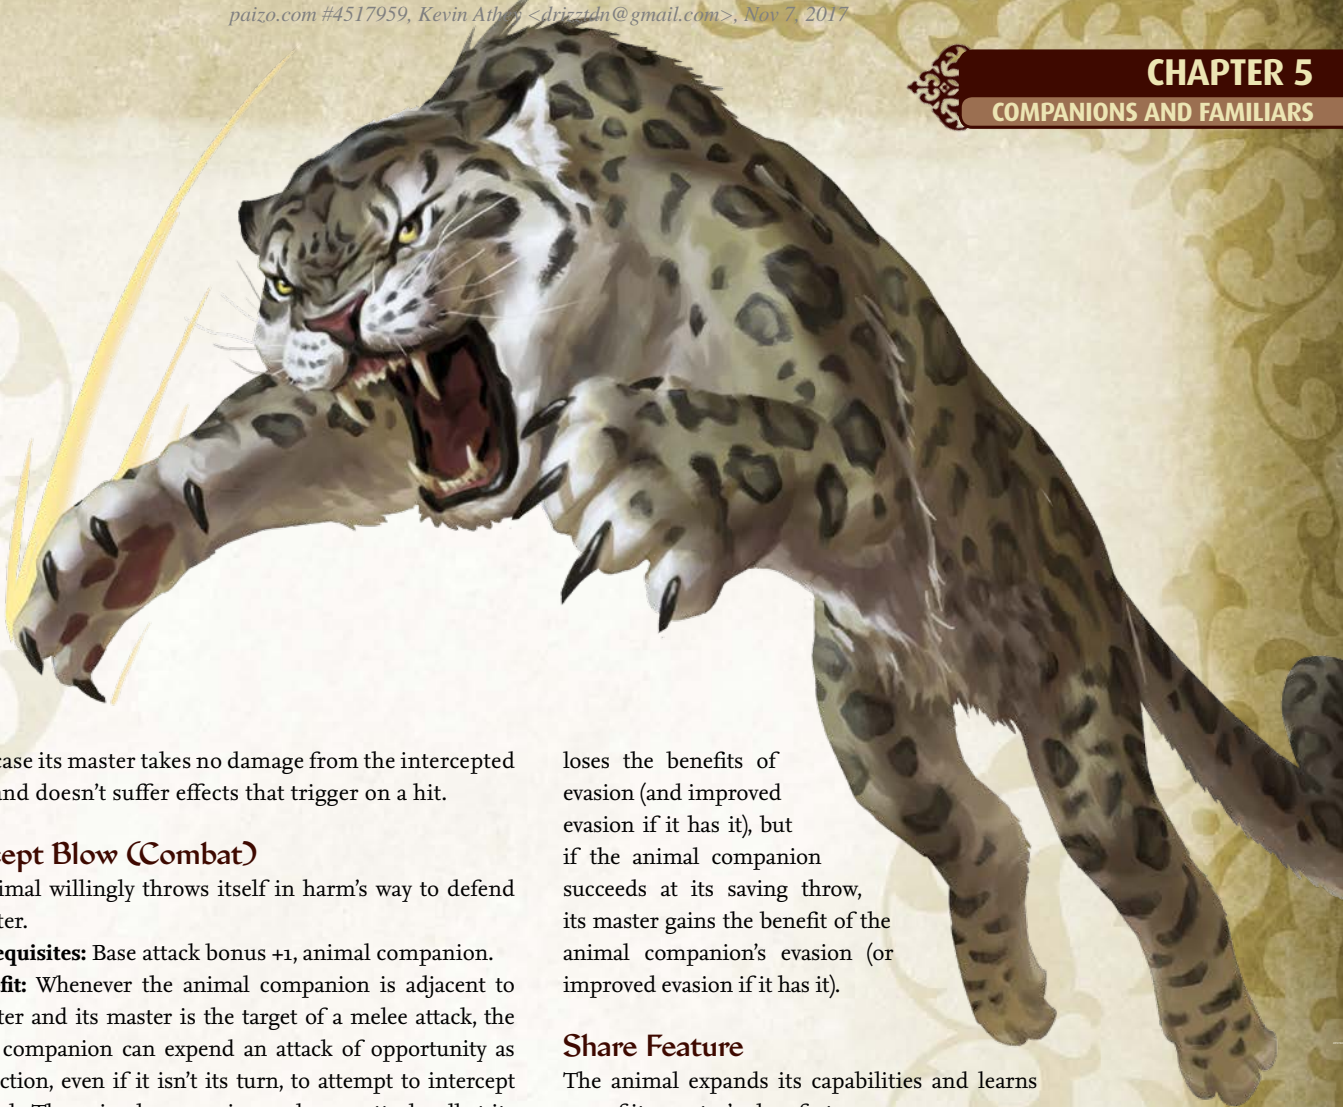 paizo.com #4517959, Kevin Athey <drizztdn@gmail.com>, Nov 7, 2017
CHAPTER 5
COMPANIONS AND FAMILIARS
case its master takes no damage from the intercepted
and doesn't suffer effects that trigger on a hit.
cept Blow (Combat)
imal willingly throws itself in harm's way to defend
ter.
equisites: Base attack bonus +1, animal companion.
fit: Whenever the animal companion is adjacent to
ter and its master is the target of a melee attack, the
companion can expend an attack of opportunity as
ction, even if it isn't its turn, to attempt to intercept
loses the benefits of
evasion (and improved
evasion if it has it), but
if the animal companion
succeeds at its saving throw,
its master gains the benefit of the
animal companion's evasion (or
improved evasion if it has it).
Share Feature
The animal expands its capabilities and learns